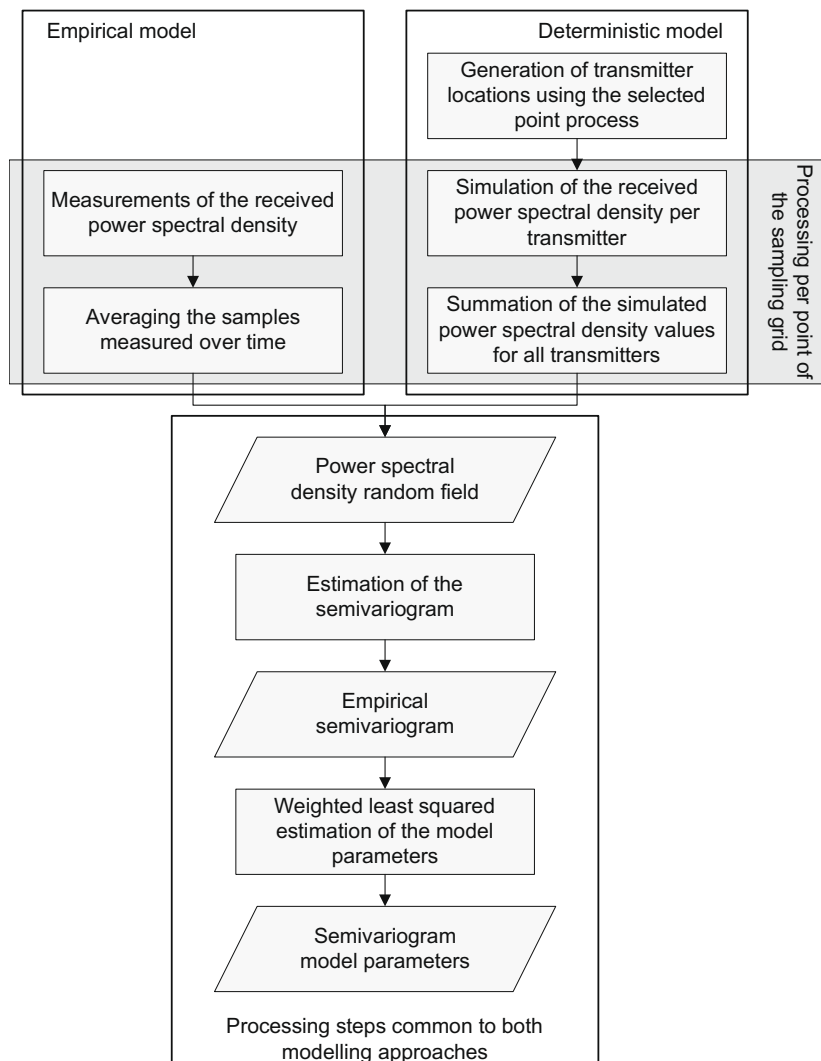 Empirical model
Deterministic model
Generation of transmitter
locations using the selected
point process
Measurements of the received
power spectral density
Simulation of the received
power spectral density per
transmitter
Averaging the samples
measured over time
Summation of the simulated
power spectral density values
for all transmitters
Processing per point of
the sampling grid
Power spectral
density random field
Estimation of the
semivariogram
Empirical
semivariogram
Weighted least squared
estimation of the model
parameters
Semivariogram
model parameters
Processing steps common to both
modelling approaches